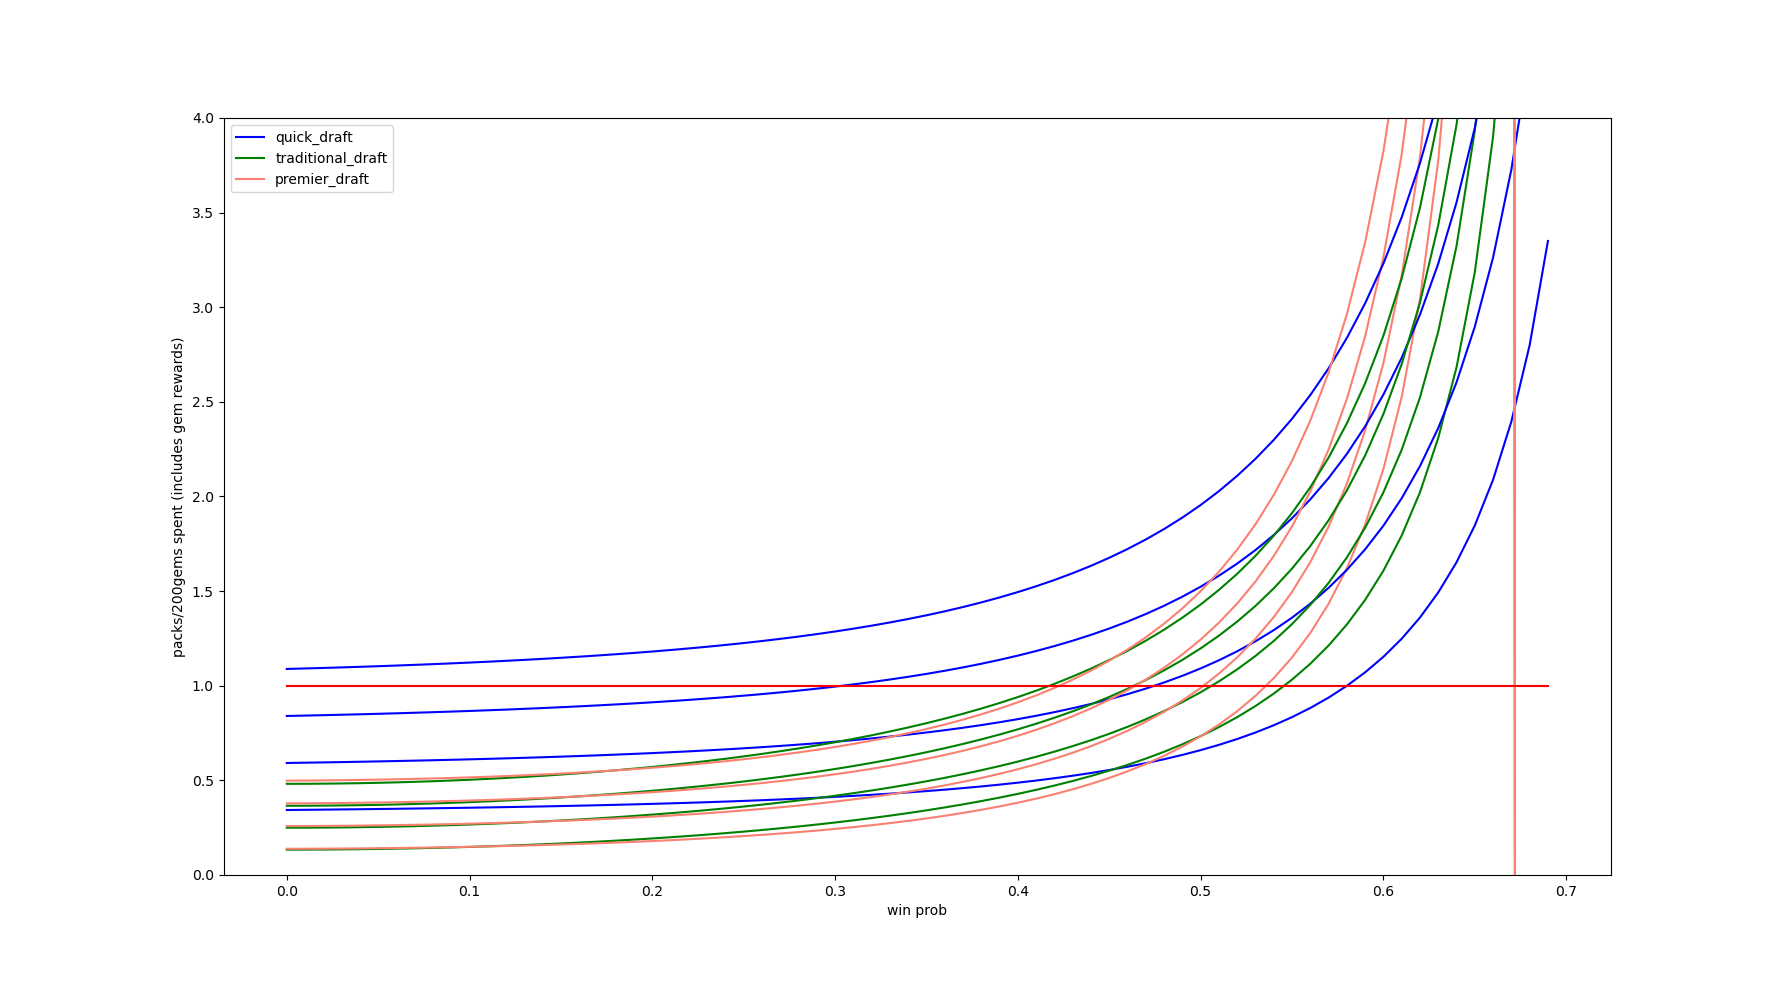 quick_draft
traditional_draft
premier_draft
4.0
3.5
3.0
2.5
2.0
1.5
1.0
0.5
0.0
packs/200gems spent (includes gem rewards)
0.0 0.1 0.2 0.3 0.4 0.5 0.6 0.7
win prob